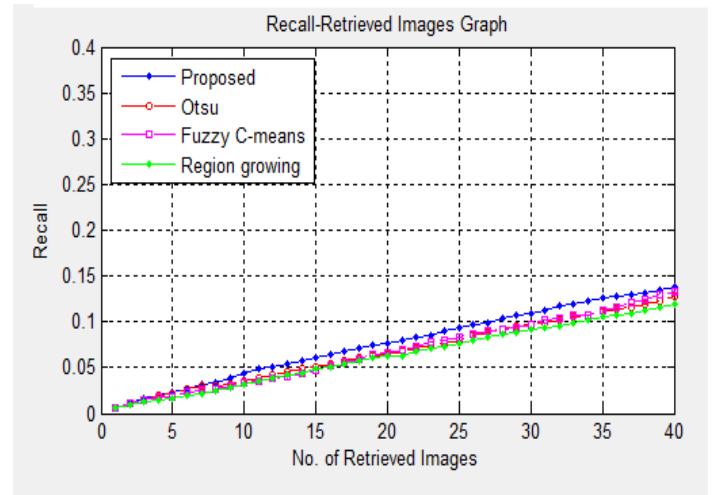 Recall-Retrieved Images Graph
0.4
0.35
0.3
0.25
0.2
0.15
0.1
0.05
0
Proposed
Otsu
Fuzzy C-means
Region growing
Recall
0 5 10 15 20 25 30 35 40
No. of Retrieved Images